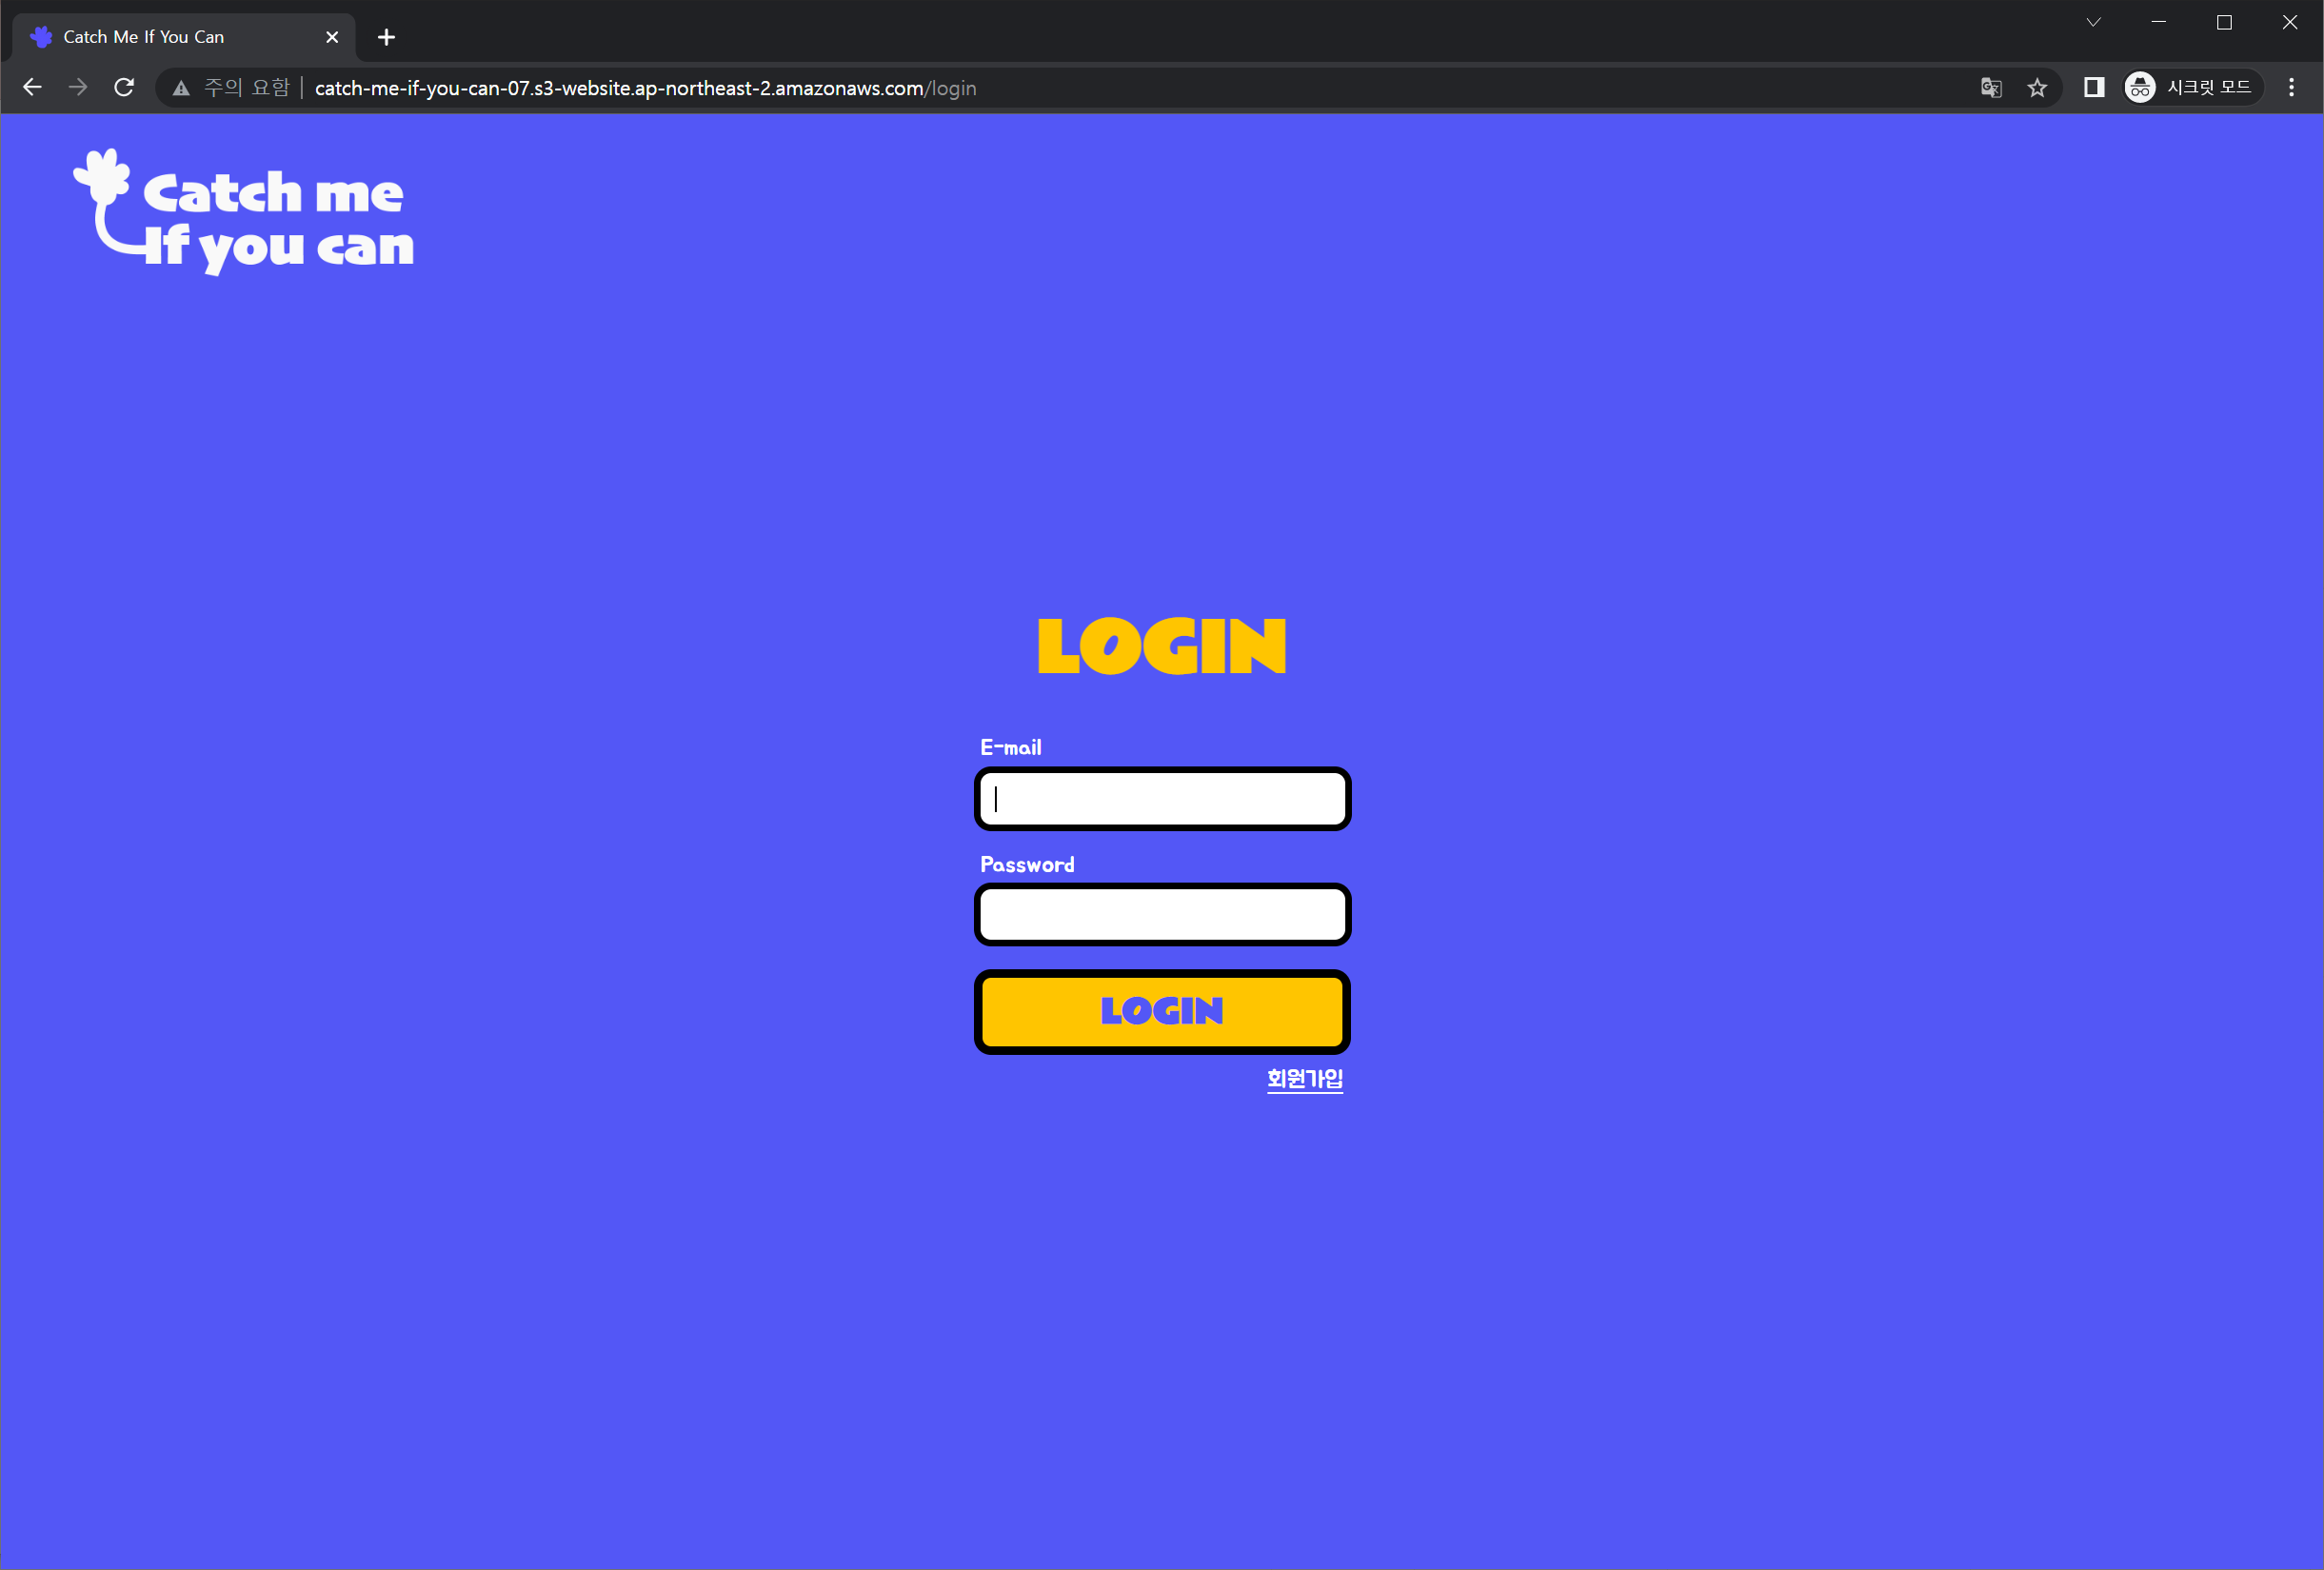 Catch Me If You Can
주의 요함 catch-me-if-you-can-07.s3-website.ap-northeast-2.amazonaws.com/login 시크릿 모드
Catch me
If you can
LOGIN
E-mail
Password
LOGIN
회원가입